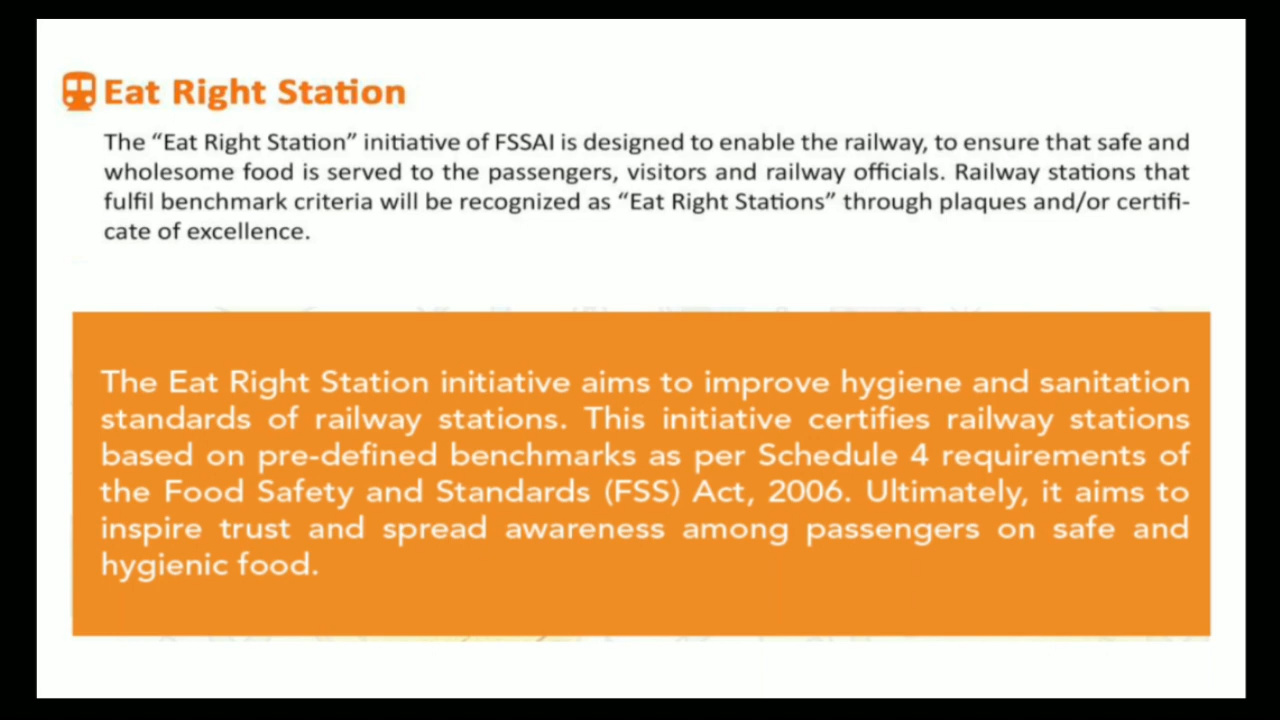 Eat Right Station
The “Eat Right Station” initiative of FSSAI is designed to enable the railway, to ensure that safe and
wholesome food is served to the passengers, visitors and railway officials. Railway stations that
fulfil benchmark criteria will be recognized as “Eat Right Stations” through plaques and/or certifi-
cate of excellence.
The Eat Right Station initiative aims to improve hygiene and sanitation
standards of railway stations. This initiative certifies railway stations
based on pre-defined benchmarks as per Schedule 4 requirements of
the Food Safety and Standards (FSS) Act, 2006. Ultimately, it aims to
inspire trust and spread awareness among passengers on safe and
hygienic food.